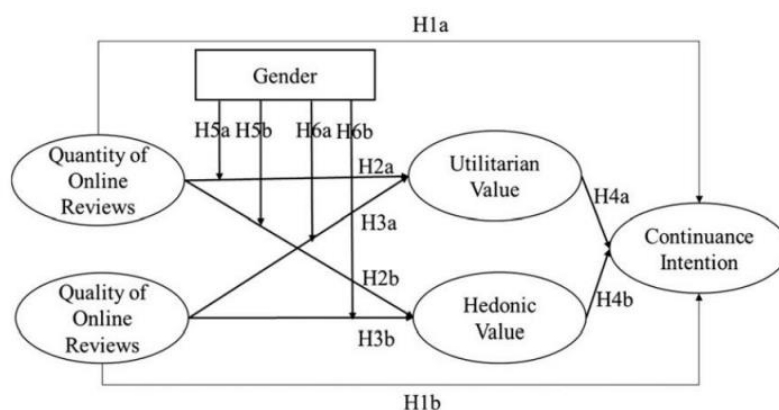 H1a
Gender
H5a H5b H6a H6b
Quantity of
Online
Reviews
H2a
Utilitarian
Value
H4a
H3a
Continuance
Intention
H2b
Quality of
Online
Reviews
Hedonic
Value
H4b
H3b
H1b